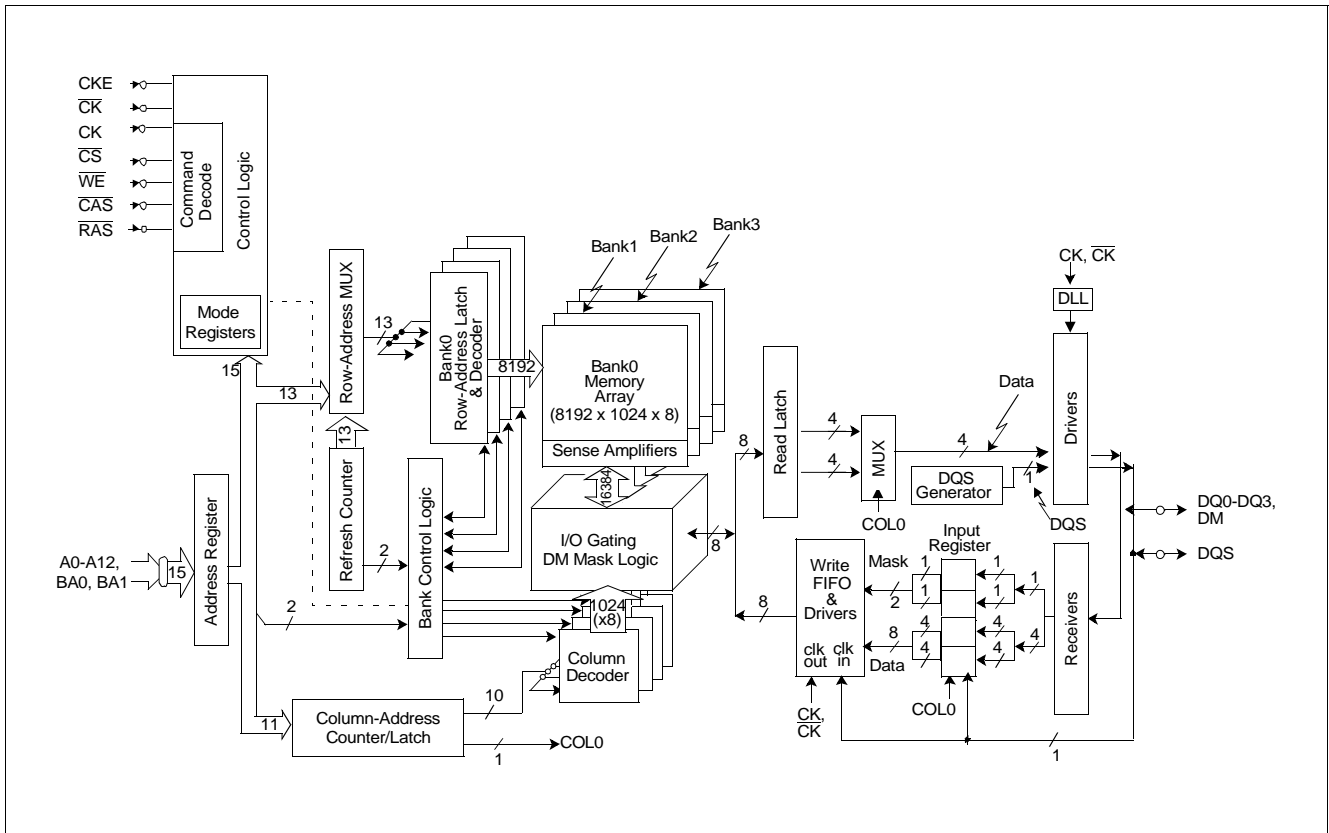 CKE
CK
CK
CS
WE
CAS
RAS
Command
Decode
Control Logic
Mode
Registers
15
13
Row-Address MUX
13
Refresh Counter
13
Bank0
Row-Address Latch
& Decoder
8192
Bank1
Bank2
Bank3
Bank0
Memory
Array
(8192 x 1024 x 8)
Sense Amplifiers
16384
I/O Gating
DM Mask Logic
8
A0-A12,
BA0, BA1
15
Address Register
2
2
Bank Control Logic
1024
(x8)
Column
Decoder
11
Column-Address
Counter/Latch
10
1
COL0
8
Read Latch
4
4
MUX
COL0
4
Data
DQS
Generator
1
DQS
CK, CK
DLL
Drivers
DQ0-DQ3,
DM
DQS
8
Write
FIFO
&
Drivers
clk
out
clk
in
CK,
CK
Mask
2
8
Data
Input
Register
1
1
4
4
1
1
4
4
1
4
COL0
Receivers
1